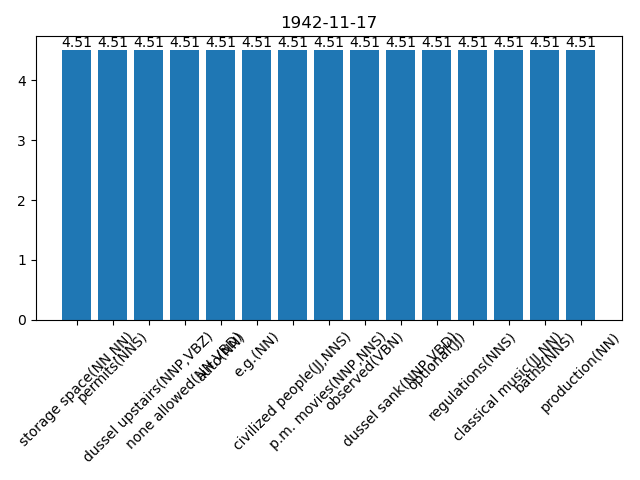 1942-11-17
4.51 4.51 4.51 4.51 4.51 4.51 4.51 4.51 4.51 4.51 4.51 4.51 4.51 4.51 4.51
4
3
2
1
0
storage space(NN,NN)
permits(NNS)
dussel upstairs(NNP,VBZ)
none allowed(NN,VBD)
e.g.(NN)
civilized people(JJ,NNS)
p.m. movies(NNP,NNS)
observed(VBN)
dussel sank(NNP,VBD)
optional(JJ)
regulations(NNS)
classical music(JJ,NN)
baths(NNS)
production(NN)